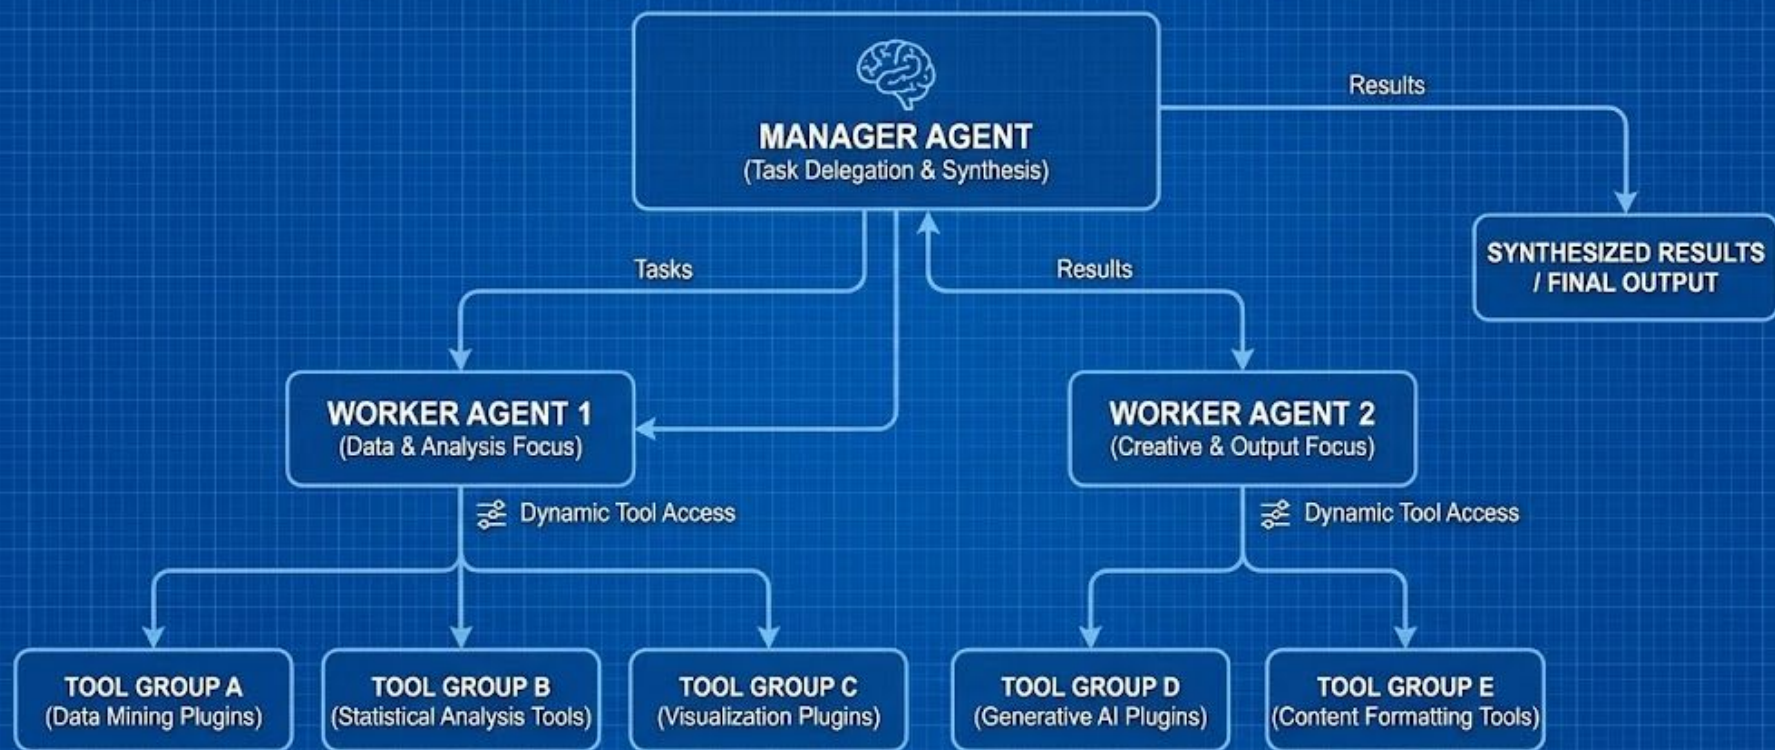 MANAGER AGENT
(Task Delegation & Synthesis)
Results
SYNTHESIZED RESULTS
/ FINAL OUTPUT
Tasks
Results
WORKER AGENT 1
(Data & Analysis Focus)
WORKER AGENT 2
(Creative & Output Focus)
Dynamic Tool Access
Dynamic Tool Access
TOOL GROUP A
(Data Mining Plugins)
TOOL GROUP B
(Statistical Analysis Tools)
TOOL GROUP C
(Visualization Plugins)
TOOL GROUP D
(Generative AI Plugins)
TOOL GROUP E
(Content Formatting Tools)